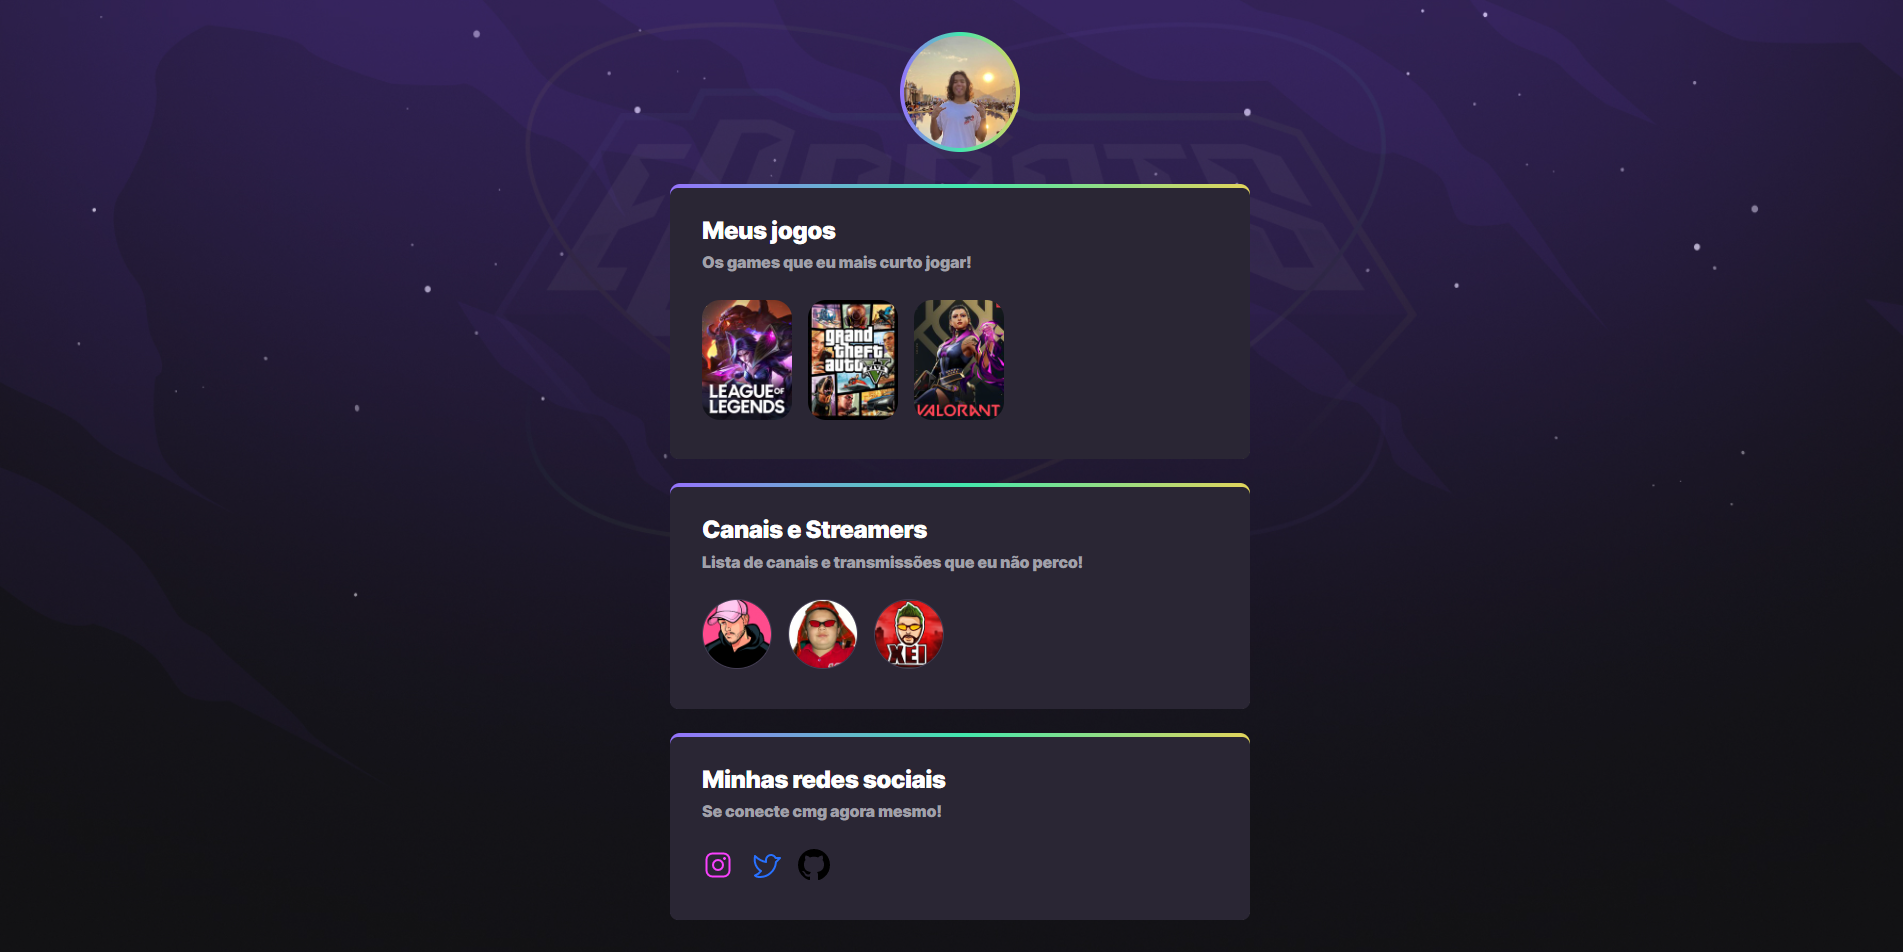 Meus jogos
Os games que eu mais curto jogar!
LEAGUE OF
LEGENDS
grand
theft
auto
FIVE
VALORANT
Canais e Streamers
Lista de canais e transmissões que eu não perco!
XEI
Minhas redes sociais
Se conecte cmg agora mesmo!